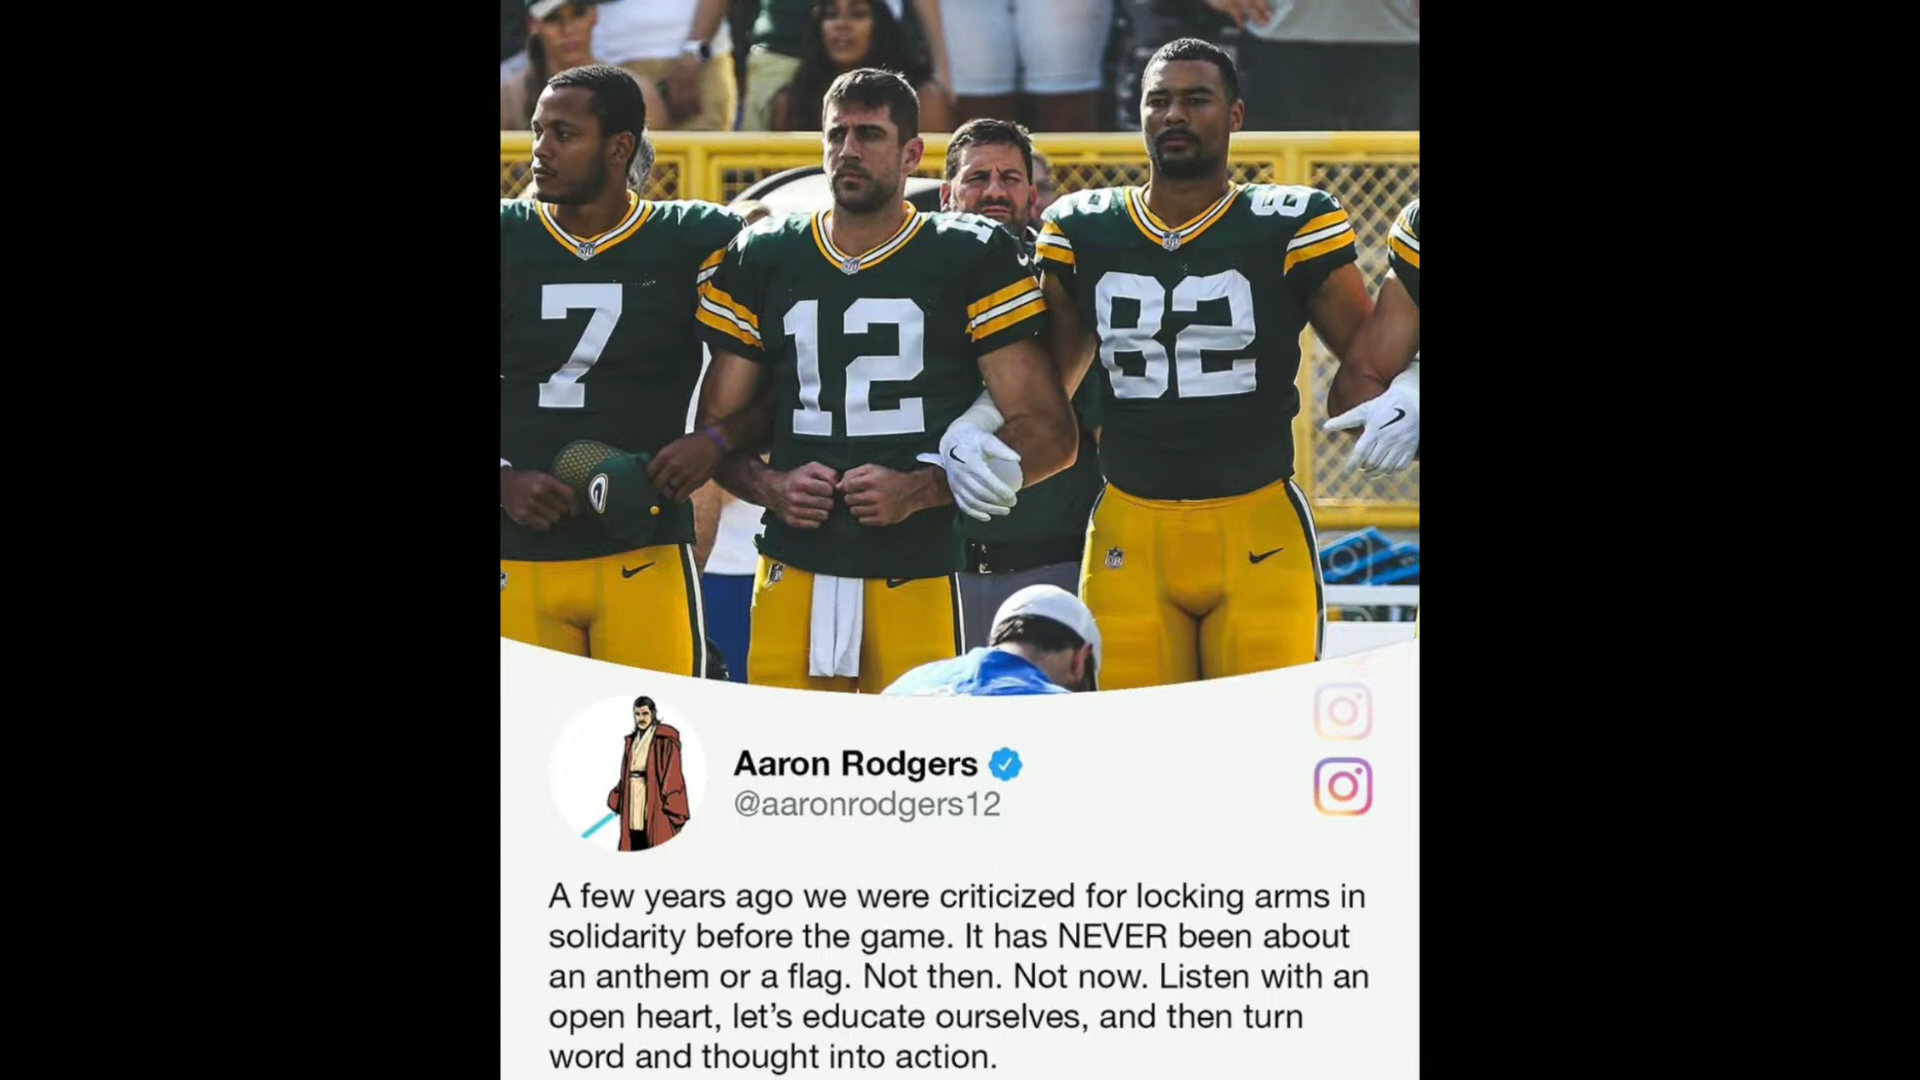 7
12
12
82
82
Aaron Rodgers
@aaronrodgers12
A few years ago we were criticized for locking arms in
solidarity before the game. It has NEVER been about
an anthem or a flag. Not then. Not now. Listen with an
open heart, let’s educate ourselves, and then turn
word and thought into action.